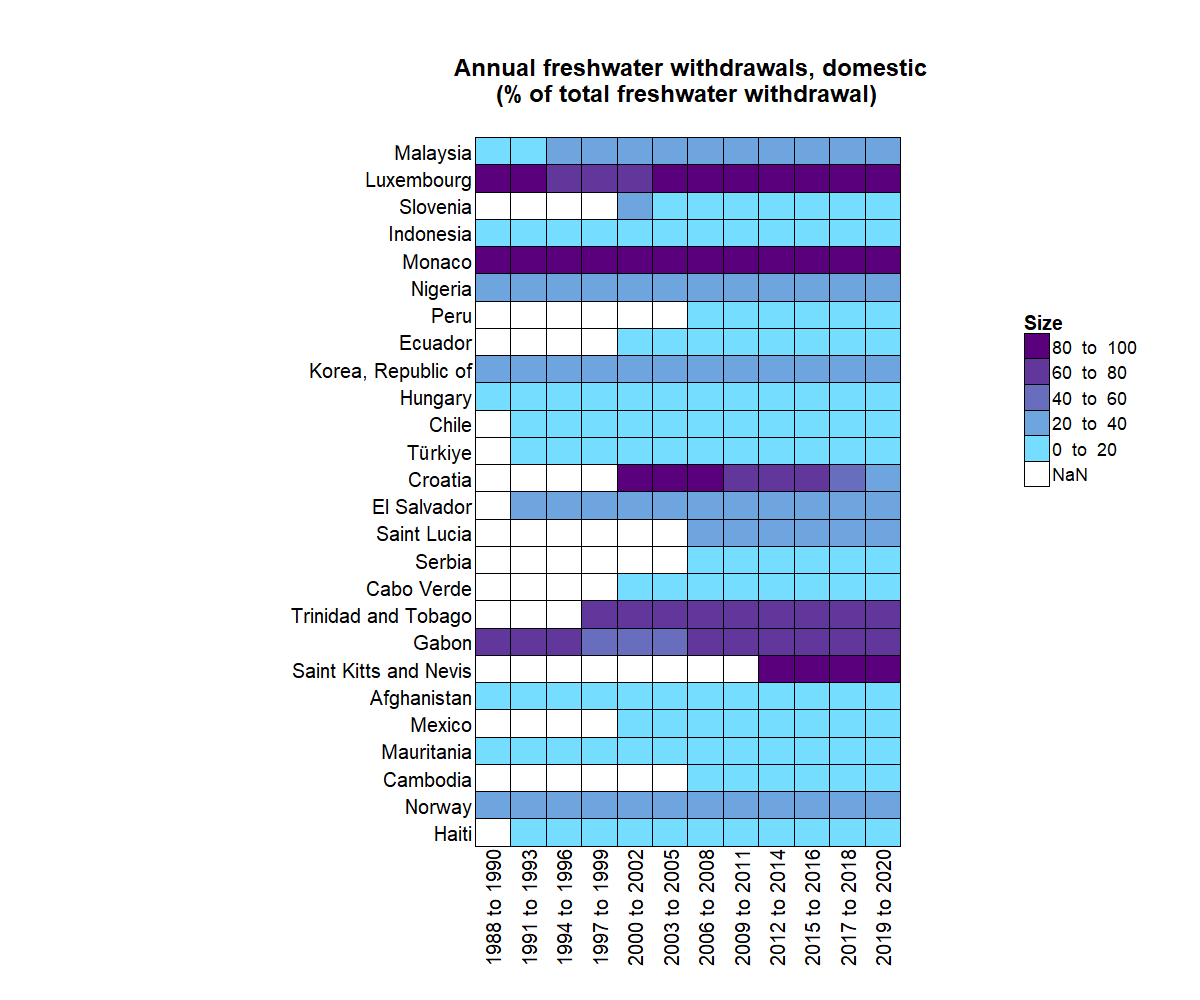 Annual freshwater withdrawals, domestic
(% of total freshwater withdrawal)
Malaysia
Luxembourg
Slovenia
Indonesia
Monaco
Nigeria
Peru
Ecuador
Korea, Republic of
Hungary
Chile
Türkiye
Croatia
El Salvador
Saint Lucia
Serbia
Cabo Verde
Trinidad and Tobago
Gabon
Saint Kitts and Nevis
Afghanistan
Mexico
Mauritania
Cambodia
Norway
Haiti
1988 to 1990
1991 to 1993
1994 to 1996
1997 to 1999
2000 to 2002
2003 to 2005
2006 to 2008
2009 to 2011
2012 to 2014
2015 to 2016
2017 to 2018
2019 to 2020
Size
80 to 100
60 to 80
40 to 60
20 to 40
0 to 20
NaN